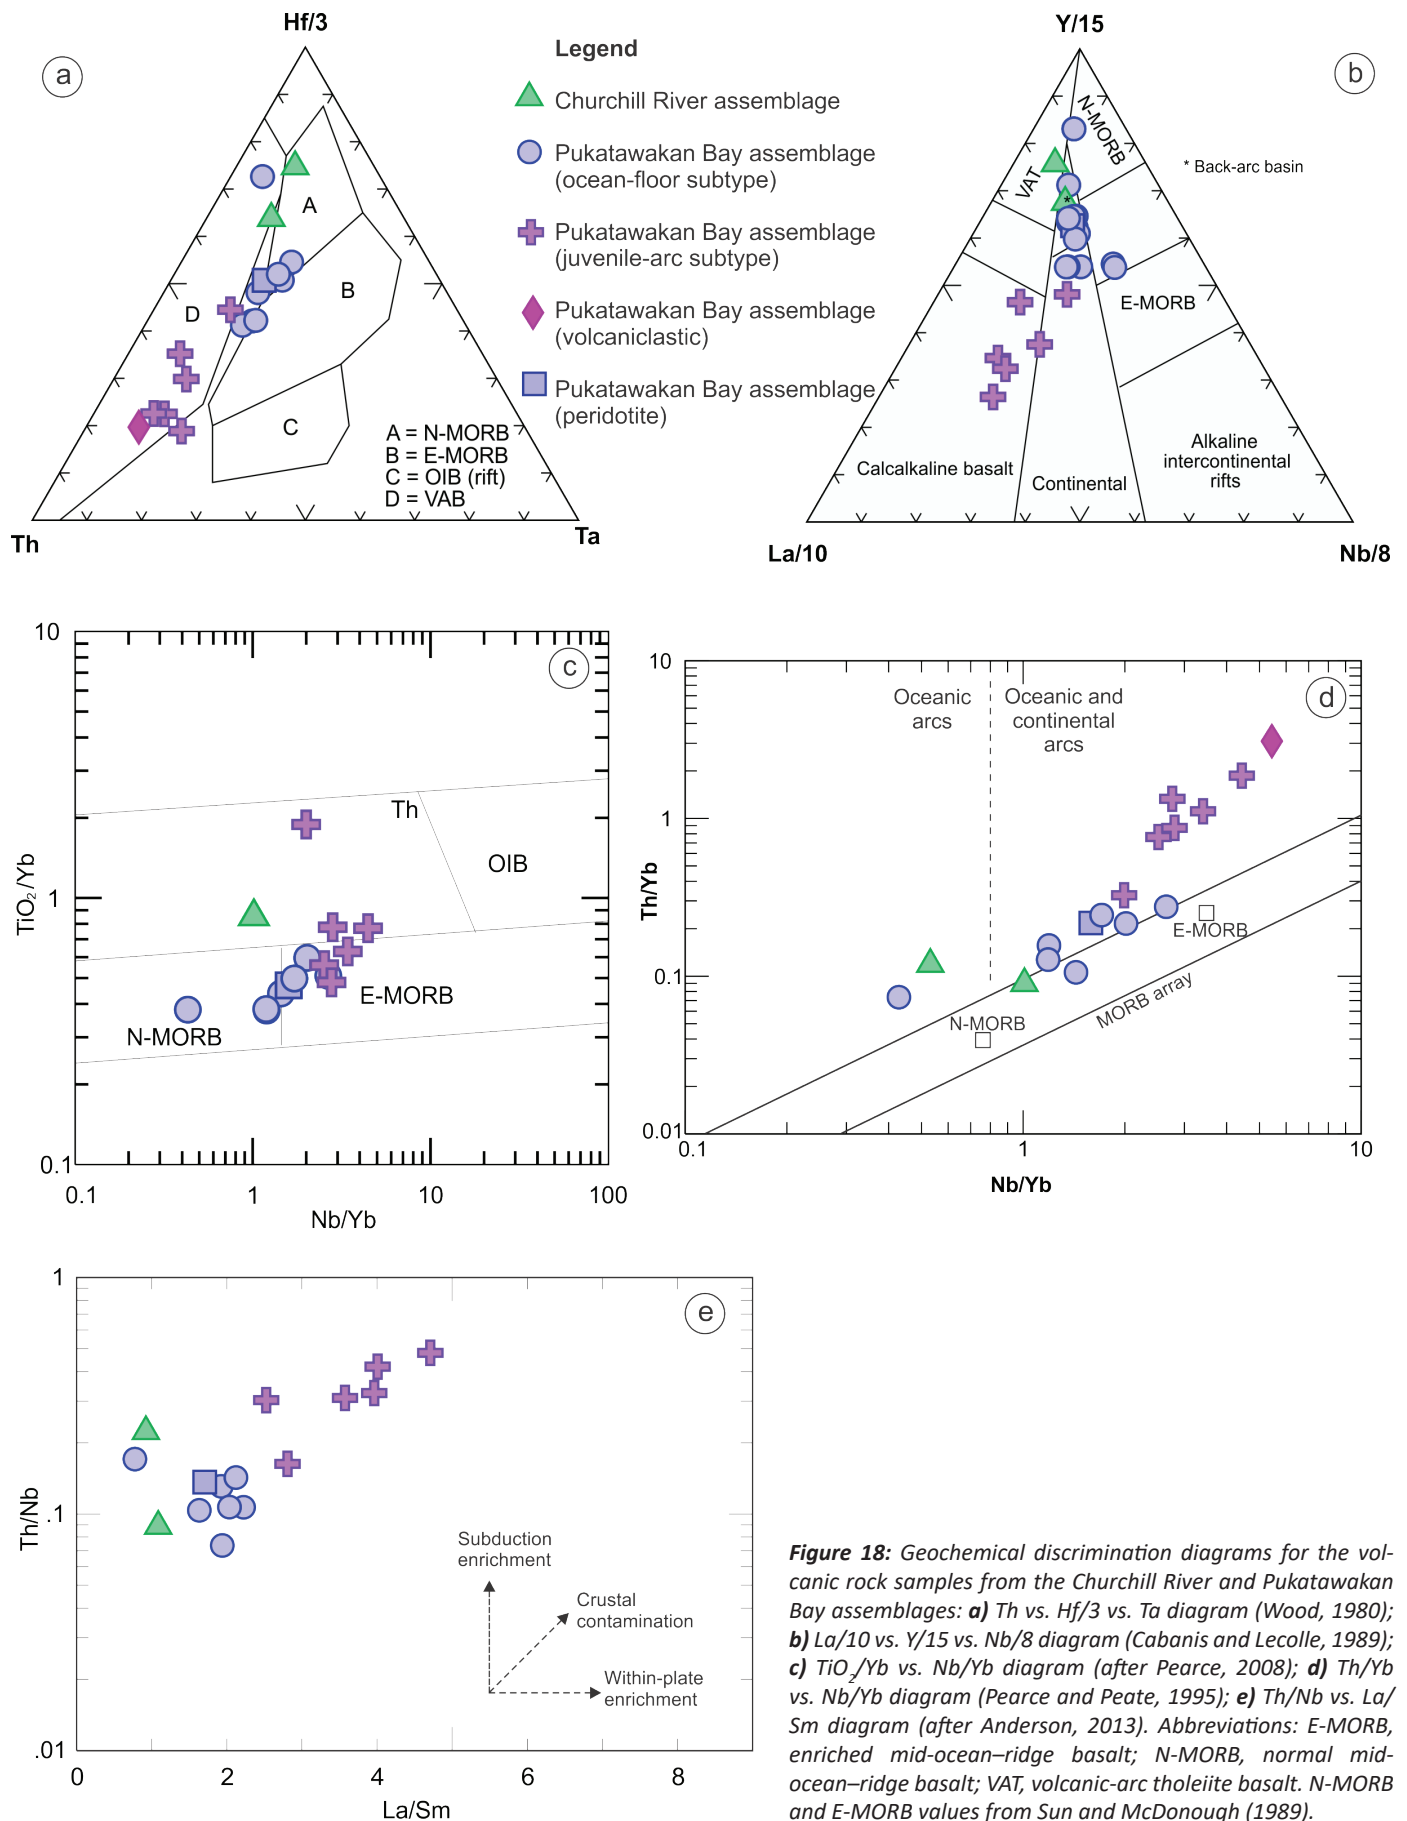 Hf/3
a
A
B
D
C
A = N-MORB
B = E-MORB
C = OIB (rift)
D = VAB
Th
Ta
Legend
Churchill River assemblage
Pukatawakan Bay assemblage
(ocean-floor subtype)
Pukatawakan Bay assemblage
(juvenile-arc subtype)
Pukatawakan Bay assemblage
(volcaniclastic)
Pukatawakan Bay assemblage
(peridotite)
Y/15
b
N-MORB
* Back-arc basin
VAT
*
E-MORB
Calcalkaline basalt
Continental
Alkaline
intercontinental
rifts
La/10
Nb/8
10
c
Th
OIB
TiO2/Yb
1
E-MORB
N-MORB
0.1
0.1
1
10
100
Nb/Yb
10
Oceanic
arcs
Oceanic and
continental
arcs
d
1
Th/Yb
E-MORB
0.1
MORB array
N-MORB
0.01
0.1
1
10
Nb/Yb
1
e
Th/Nb
.1
Subduction
enrichment
Crustal
contamination
Within-plate
enrichment
.01
0
2
4
6
8
La/Sm
Figure 18: Geochemical discrimination diagrams for the vol-
canic rock samples from the Churchill River and Pukatawakan
Bay assemblages: a) Th vs. Hf/3 vs. Ta diagram (Wood, 1980);
b) La/10 vs. Y/15 vs. Nb/8 diagram (Cabanis and Lecolle, 1989);
c) TiO2/Yb vs. Nb/Yb diagram (after Pearce, 2008); d) Th/Yb
vs. Nb/Yb diagram (Pearce and Peate, 1995); e) Th/Nb vs. La/
Sm diagram (after Anderson, 2013). Abbreviations: E-MORB,
enriched mid-ocean–ridge basalt; N-MORB, normal mid-
ocean–ridge basalt; VAT, volcanic-arc tholeiite basalt. N-MORB
and E-MORB values from Sun and McDonough (1989).